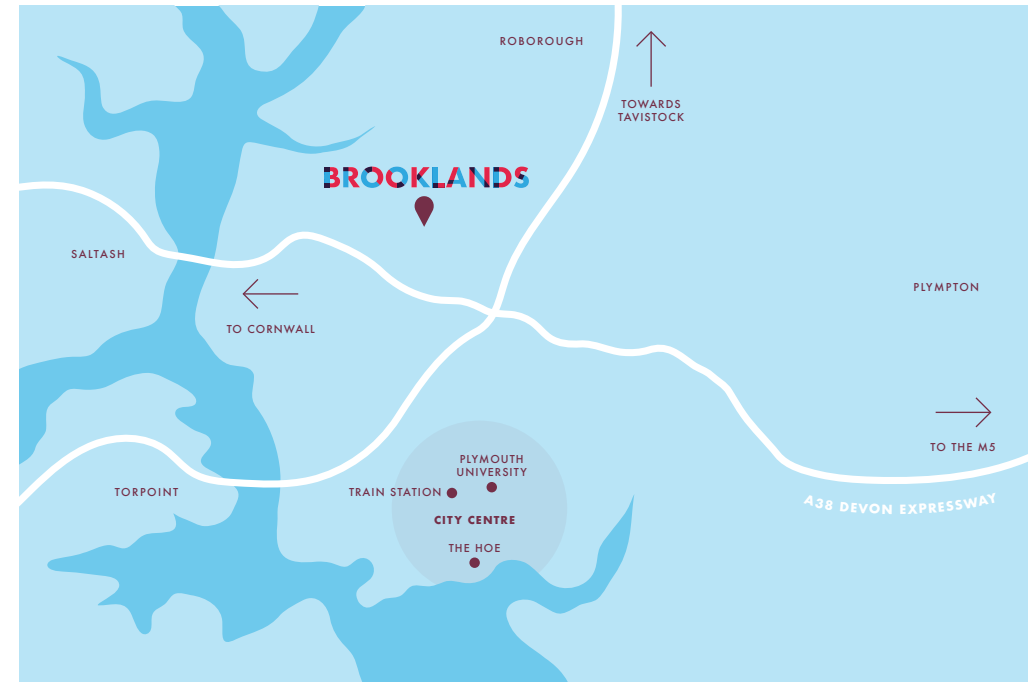 ROBOROUGH
TOWARDS
TAVISTOCK
BROOKLANDS
SALTASH
PLYMPTON
TO CORNWALL
TO THE M5
PLYMOUTH
UNIVERSITY
TORPOINT
TRAIN STATION
A38 DEVON EXPRESSWAY
CITY CENTRE
THE HOE